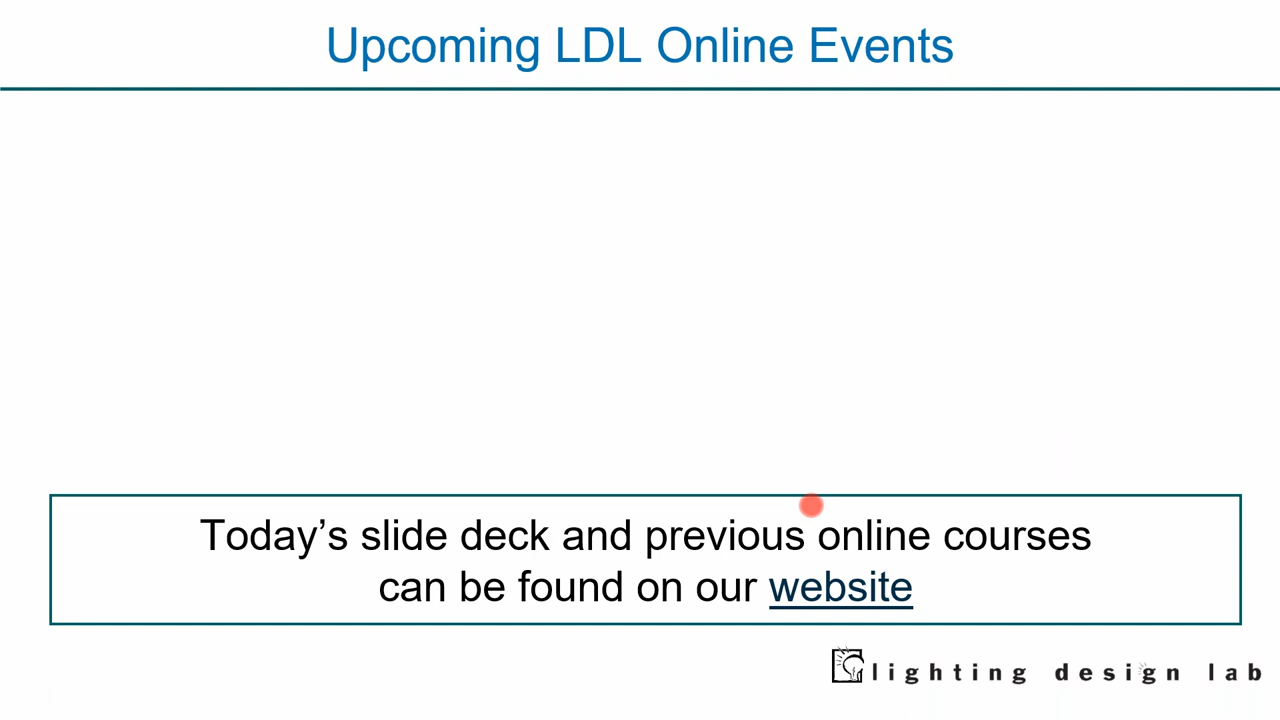 Upcoming LDL Online Events
Today’s slide deck and previous online courses
can be found on our website
lighting design lab